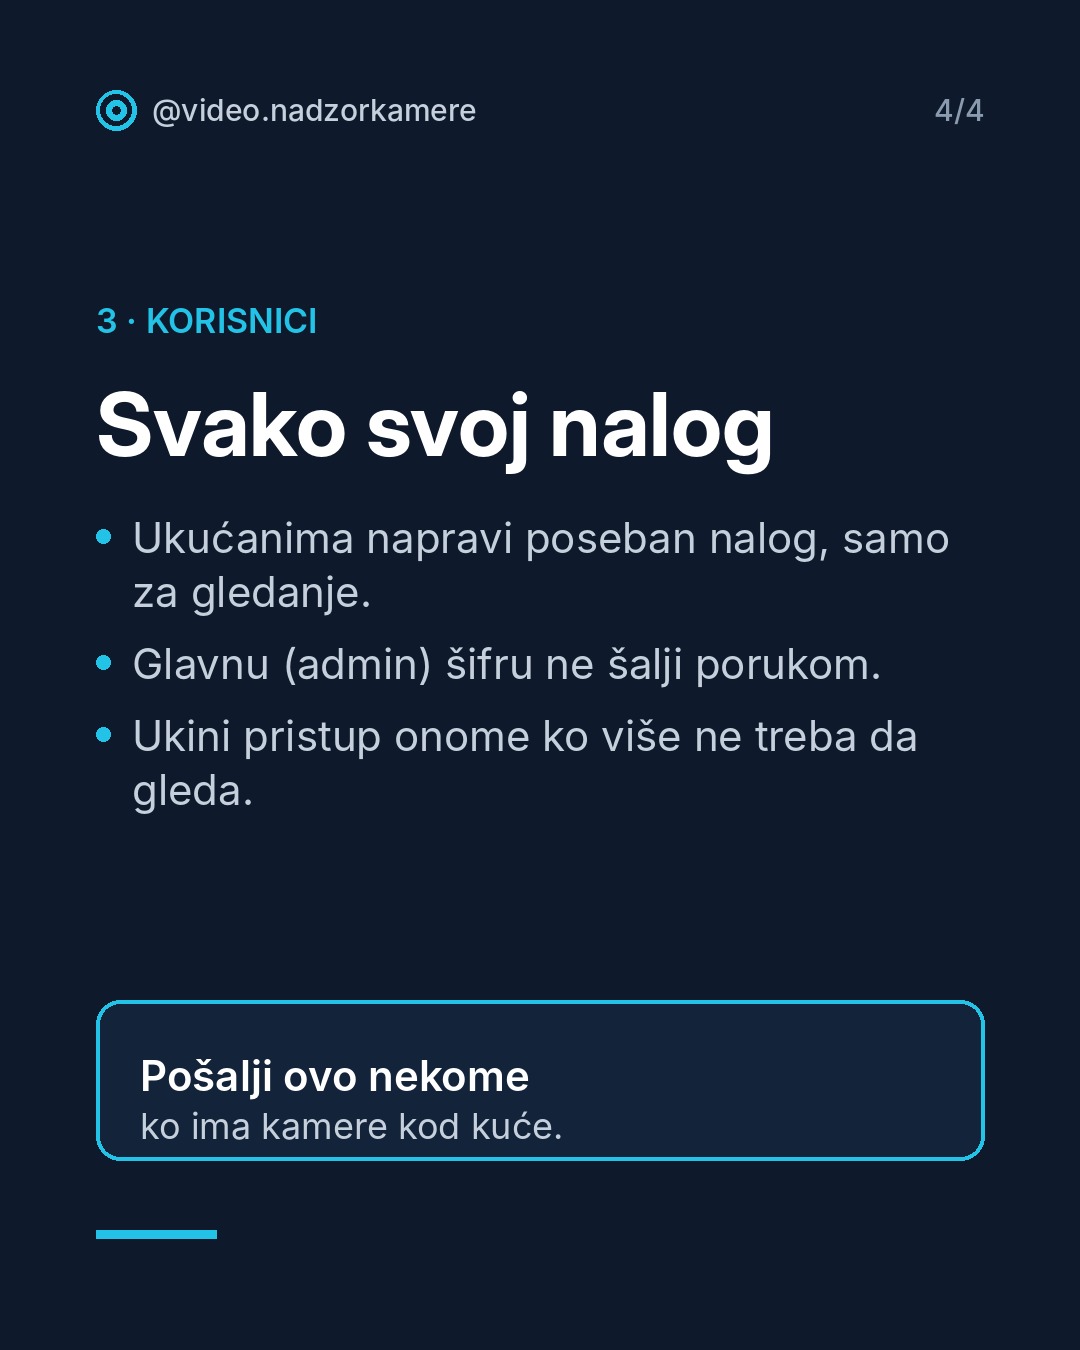 @video.nadzorkamere
4/4
3 · KORISNICI
Svako svoj nalog
• Ukućanima napravi poseban nalog, samo
za gledanje.
• Glavnu (admin) šifru ne šalji porukom.
• Ukini pristup onome ko više ne treba da
gleda.
Pošalji ovo nekome
ko ima kamere kod kuće.